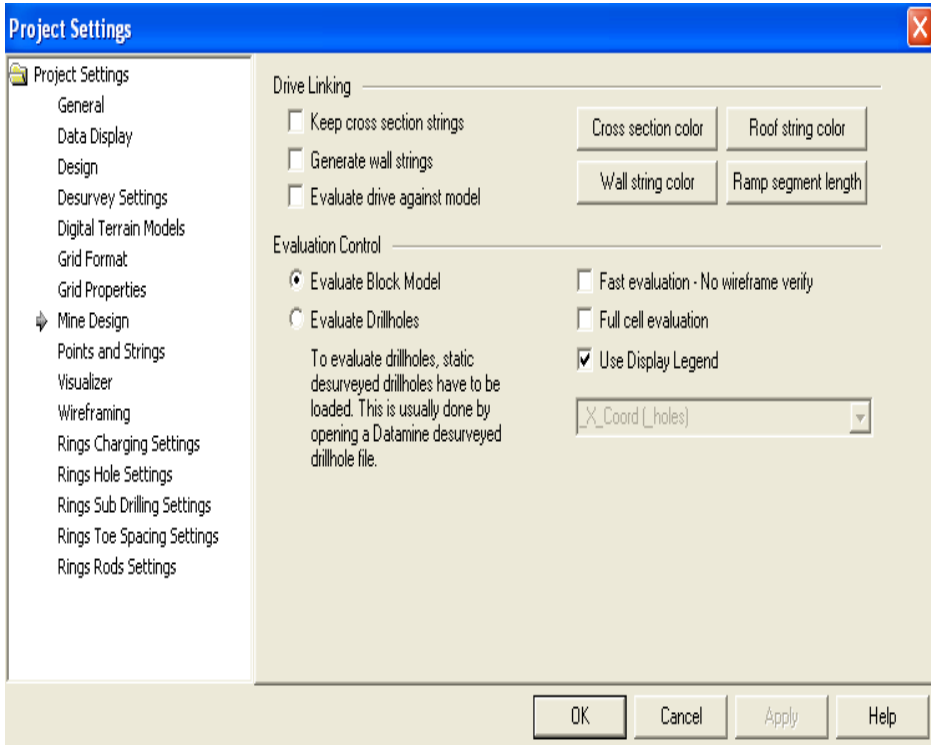 Project Settings
Project Settings
General
Data Display
Design
Desurvey Settings
Digital Terrain Models
Grid Format
Grid Properties
Mine Design
Points and Strings
Visualizer
Wireframing
Rings Charging Settings
Rings Hole Settings
Rings Sub Drilling Settings
Rings Toe Spacing Settings
Rings Rods Settings
Drive Linking
Keep cross section strings
Generate wall strings
Evaluate drive against model
Cross section color
Roof string color
Wall string color
Ramp segment length
Evaluation Control
Evaluate Block Model
Evaluate Drillholes
To evaluate drillholes, static
desurveyed drillholes have to be
loaded. This is usually done by
opening a Datamine desurveyed
drillhole file.
Fast evaluation - No wireframe verify
Full cell evaluation
Use Display Legend
_X_Coord (_holes)
OK
Cancel
Apply
Help